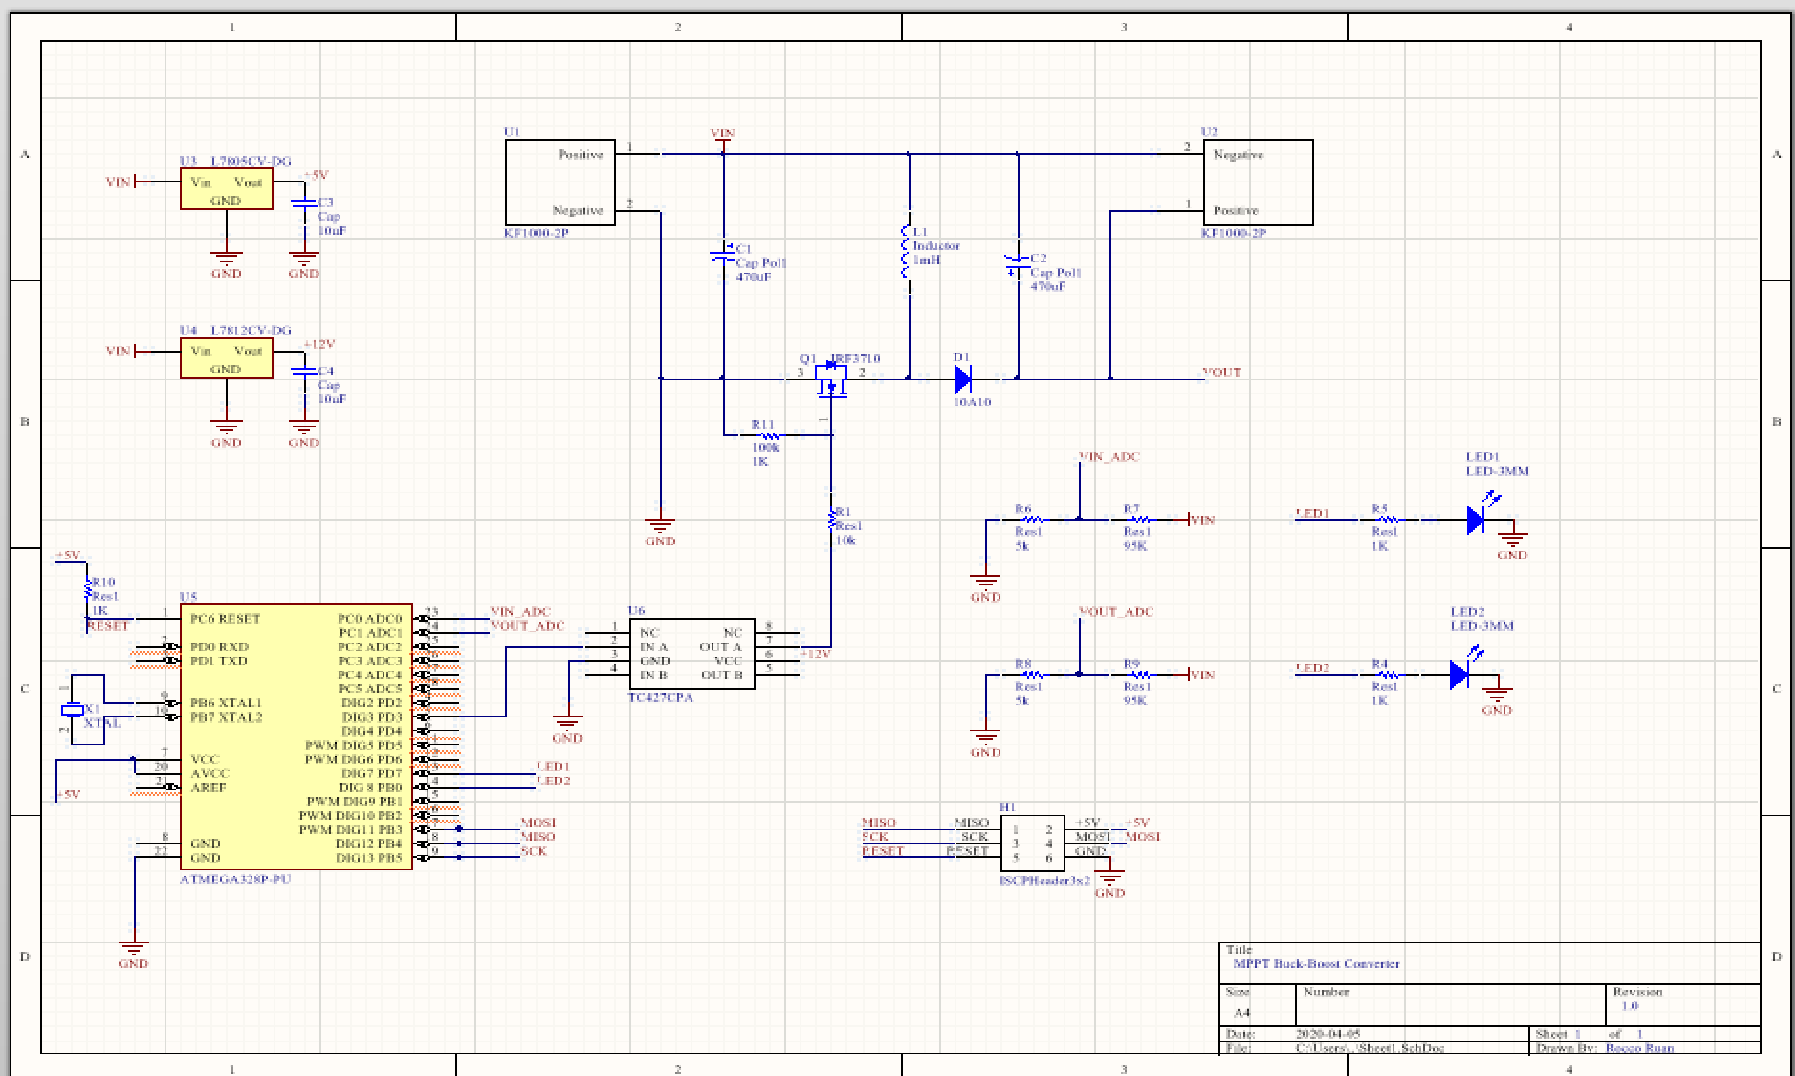 1 2 3 4
A
A
U1
VIN
U2
Positive 1
2 Negative
U3 L7805CV-DG
VIN
Vin Vout
GND
+5V
C3
Cap
10uF
GND
GND
Negative 2
1 Positive
KF1000-2P
KF1000-2P
C1
Cap Pol1
470uF
L1
Inductor
1mH
C2
Cap Pol1
470uF
U4 L7812CV-DG
VIN
Vin Vout
GND
+12V
C4
Cap
10uF
GND
GND
Q1 IRF3710
3 2
1
D1
10A10
VOUT
B
B
R11
100k
1K
R1
Res1
10k
GND
VIN_ADC
R6
Res1
5k
R7
Res1
95K
VIN
GND
LED1
LED-3MM
LED1
R5
Res1
1K
GND
+5V
R10
Res1
1K
RESET
U5
1 PC6 RESET
PD0 RXD
PD1 TXD
9 PB6 XTAL1
10 PB7 XTAL2
7 VCC
20 AVCC
21 AREF
8 GND
22 GND
PC0 ADC0 23
PC1 ADC1
PC2 ADC2
PC3 ADC3
PC4 ADC4
PC5 ADC5
DIG2 PD2
DIG3 PD3
DIG4 PD4
PWM DIG5 PD5
PWM DIG6 PD6
DIG7 PD7
DIG 8 PB0
PWM DIG9 PB1
PWM DIG10 PB2
PWM DIG11 PB3
DIG12 PB4
DIG13 PB5
ATMEGA328P-PU
VIN_ADC
VOUT_ADC
LED1
LED2
MOSI
MISO
SCK
1
X1
XTAL
2
+5V
GND
U6
1 NC NC 8
2 IN A OUT A 7
3 GND VCC 6
4 IN B OUT B 5
TC427CPA
+12V
GND
VOUT_ADC
R8
Res1
5k
R9
Res1
95K
VIN
GND
LED2
LED-3MM
LED2
R4
Res1
1K
GND
C
C
H1
MISO MISO 1 2 +5V +5V
SCK SCK 3 4 MOSI MOSI
RESET RESET 5 6 GND
ISCPHeader3x2
GND
D
D
Title
MPPT Buck-Boost Converter
Size
A4
Number
Revision
1.0
Date: 2020-04-05 Sheet 1 of 1
File: C:\Users\..\Sheet1.SchDoc Drawn By: Rocco Ruan
1 2 3 4